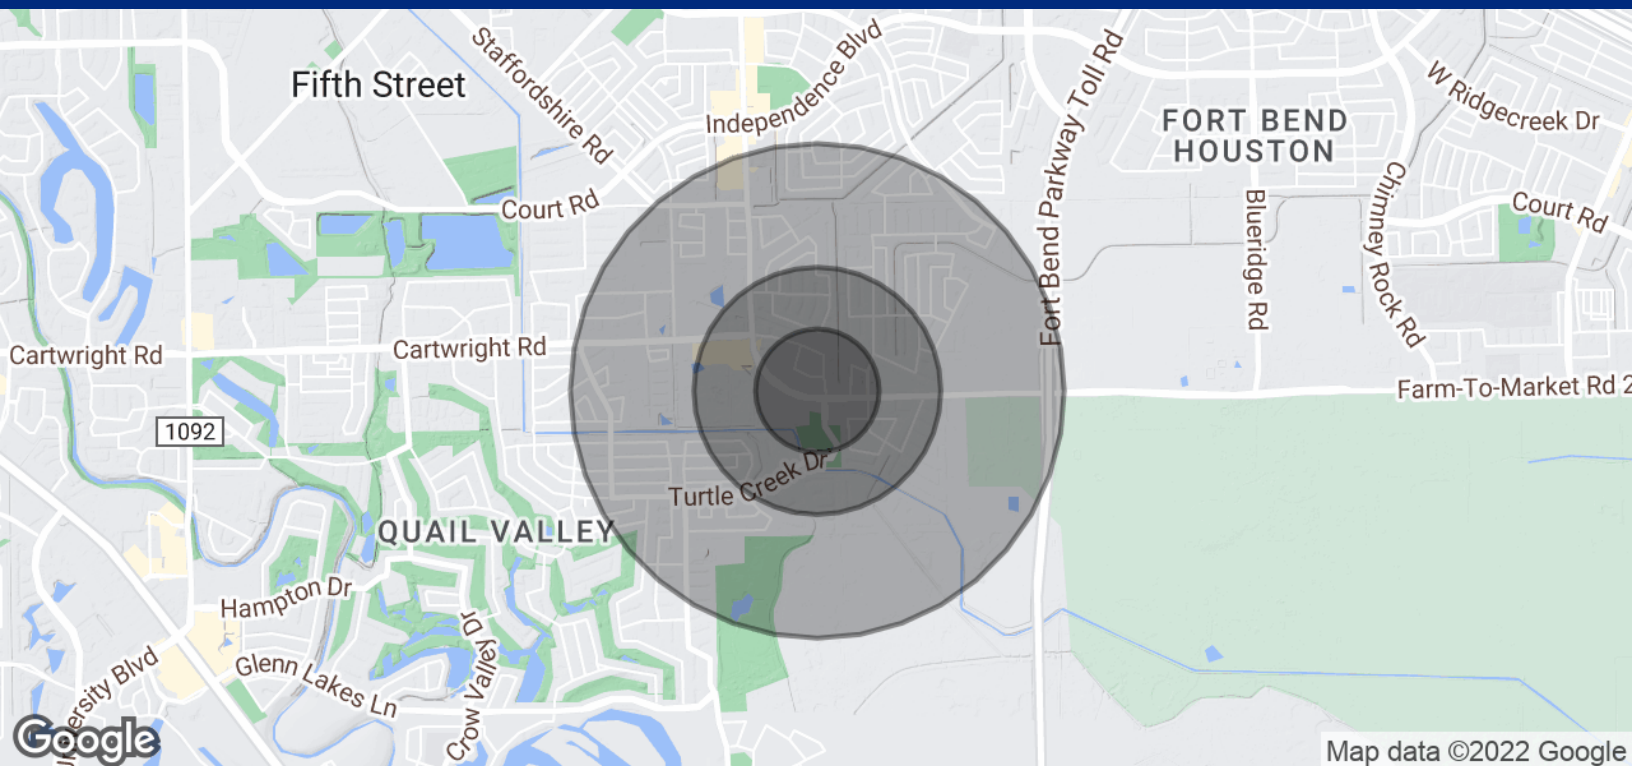 Staffordshire Rd
Independence Blvd
Fifth Street
Fort Bend Parkway Toll Rd
W Ridgecreek Dr
FORT BEND
HOUSTON
Court Rd
Blueridge Rd
Chimney Rock Rd
Court Rd
Cartwright Rd
Cartwright Rd
Farm-To-Market Rd 2
1092
Turtle Creek Dr
QUAIL VALLEY
Hampton Dr
Crow Valley Dr
Glenn Lakes Ln
University Blvd
Google
Map data ©2022 Google